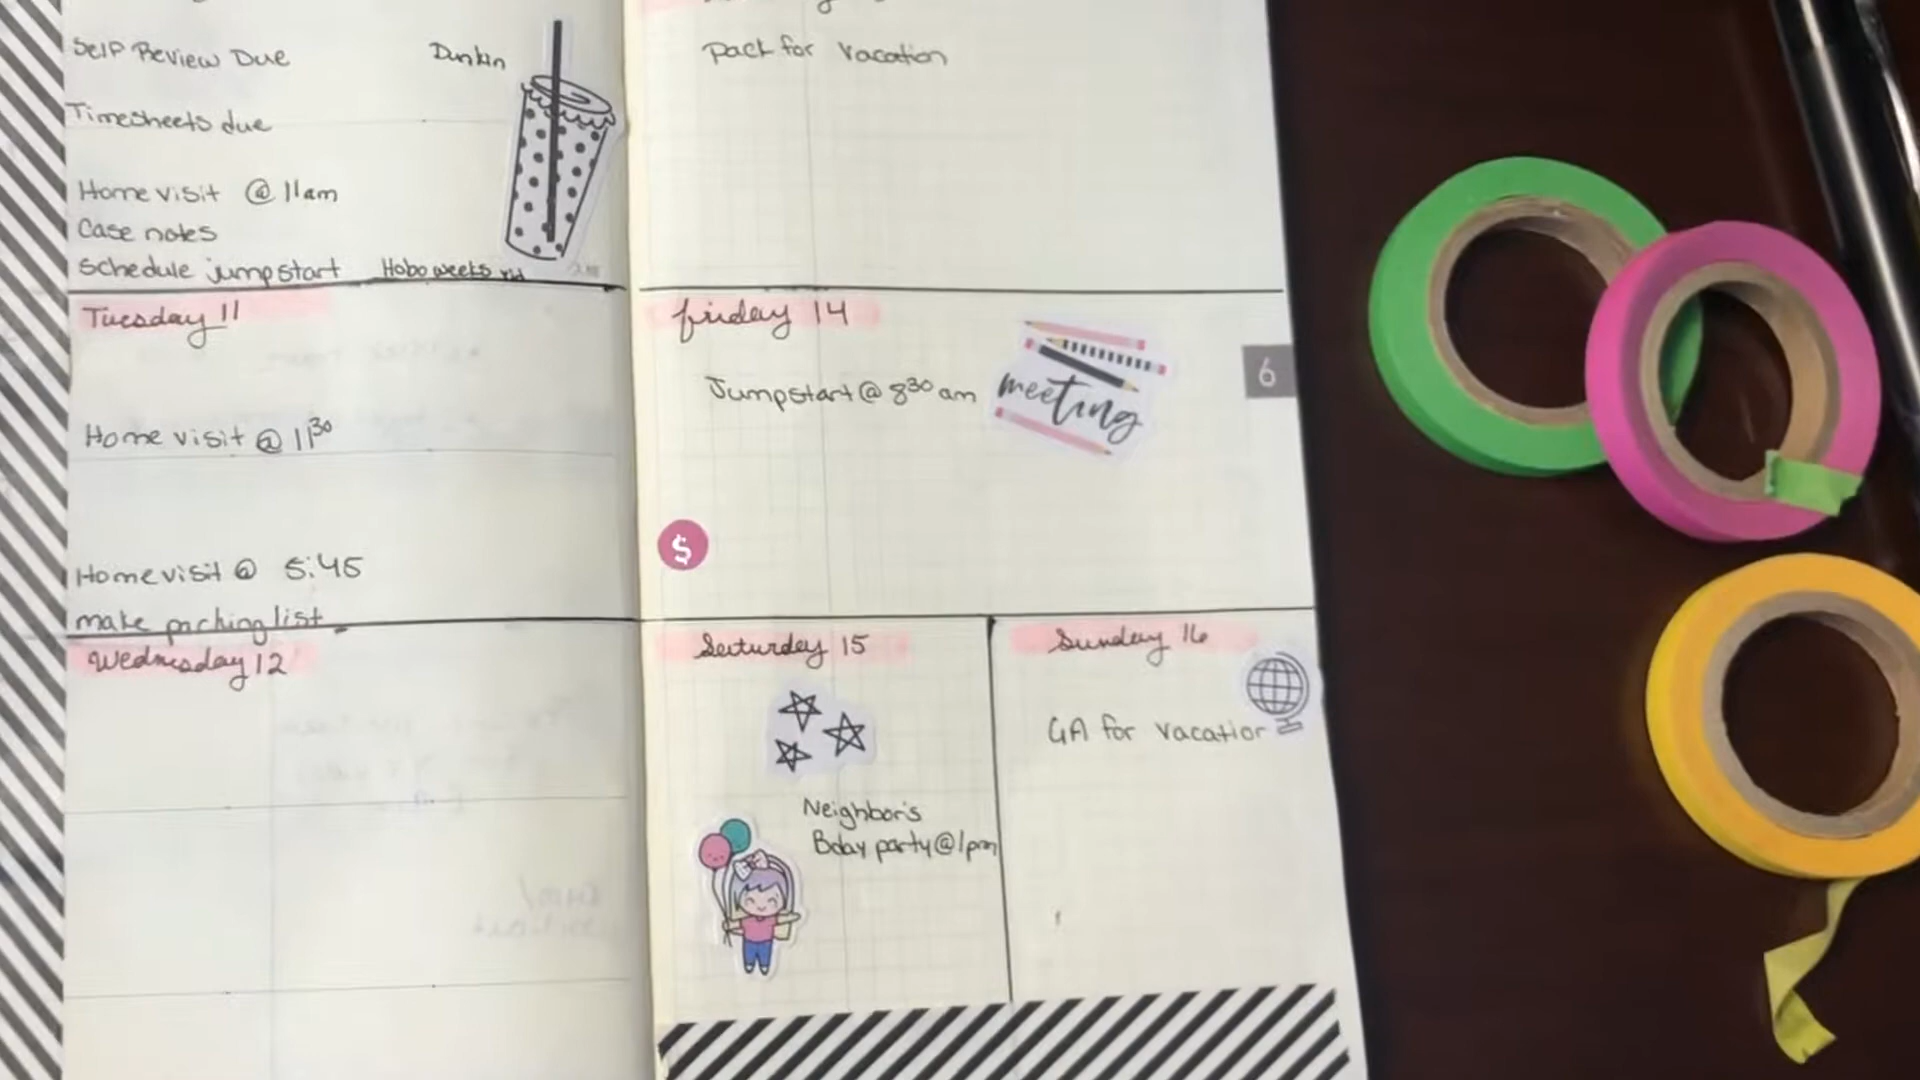 Self Review Due
Dunkin
Timesheets due
Home visit @ 11am
Case notes
schedule jumpstart
Hobo weeks vid
Tuesday 11
Home visit @ 1130
Home visit @ 5:45
make packing list
Wednesday 12
pack for vacation
friday 14
Jumpstart @ 830 am
meeting
6
$
Saturday 15
Neighbor's
Bday party @ 1pm
Sunday 16
GA for vacation